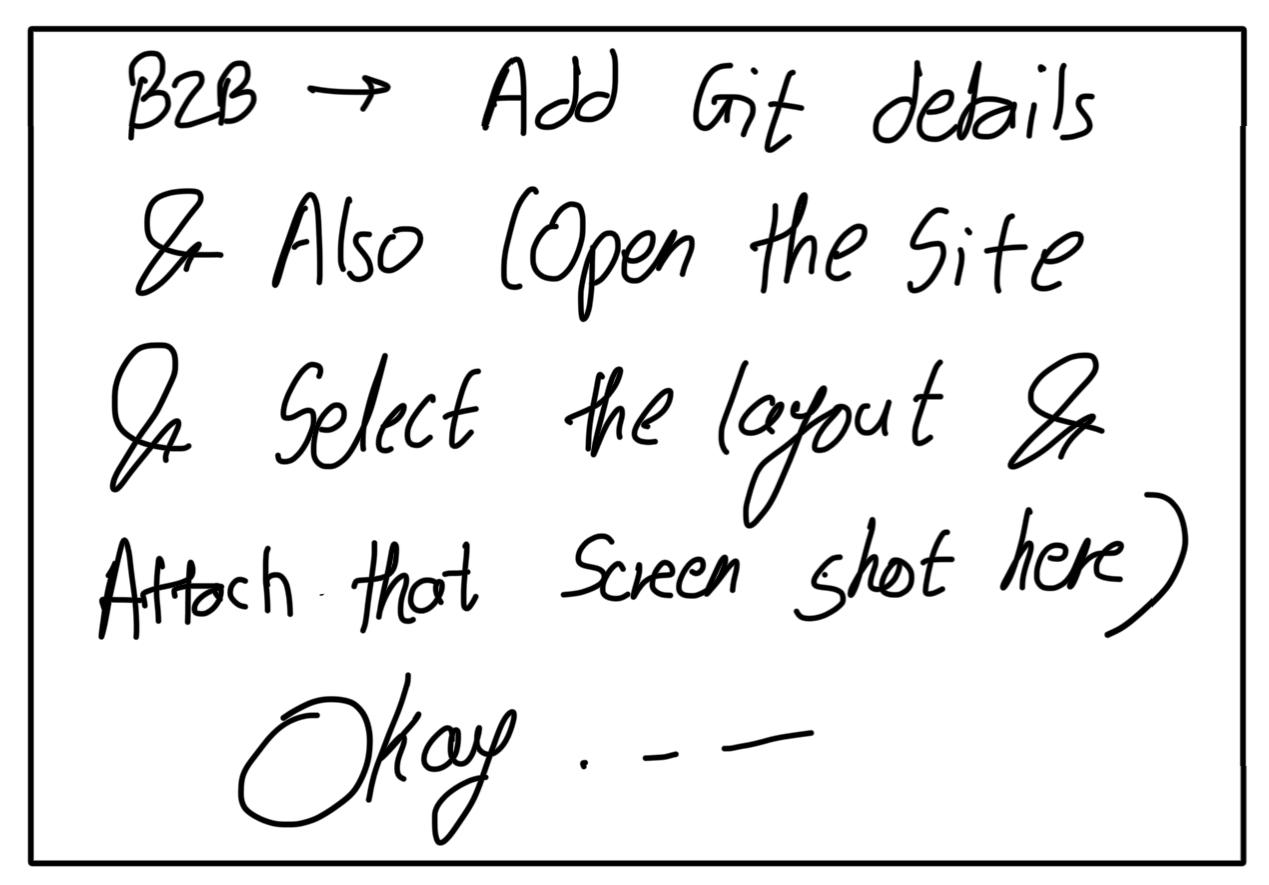 B2B → Add Git details
& Also (Open the Site
& Select the layout &
Attach that Screen shot here)
Okay . - —